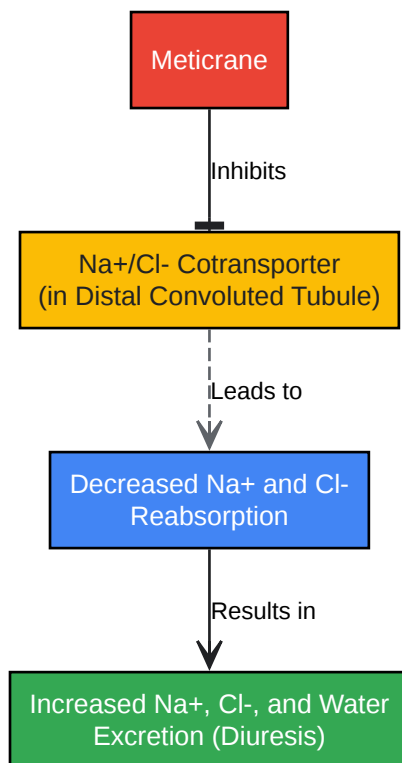 Meticrane
Inhibits
Na+/Cl- Cotransporter
(in Distal Convoluted Tubule)
Leads to
Decreased Na+ and Cl-
Reabsorption
Results in
Increased Na+, Cl-, and Water
Excretion (Diuresis)